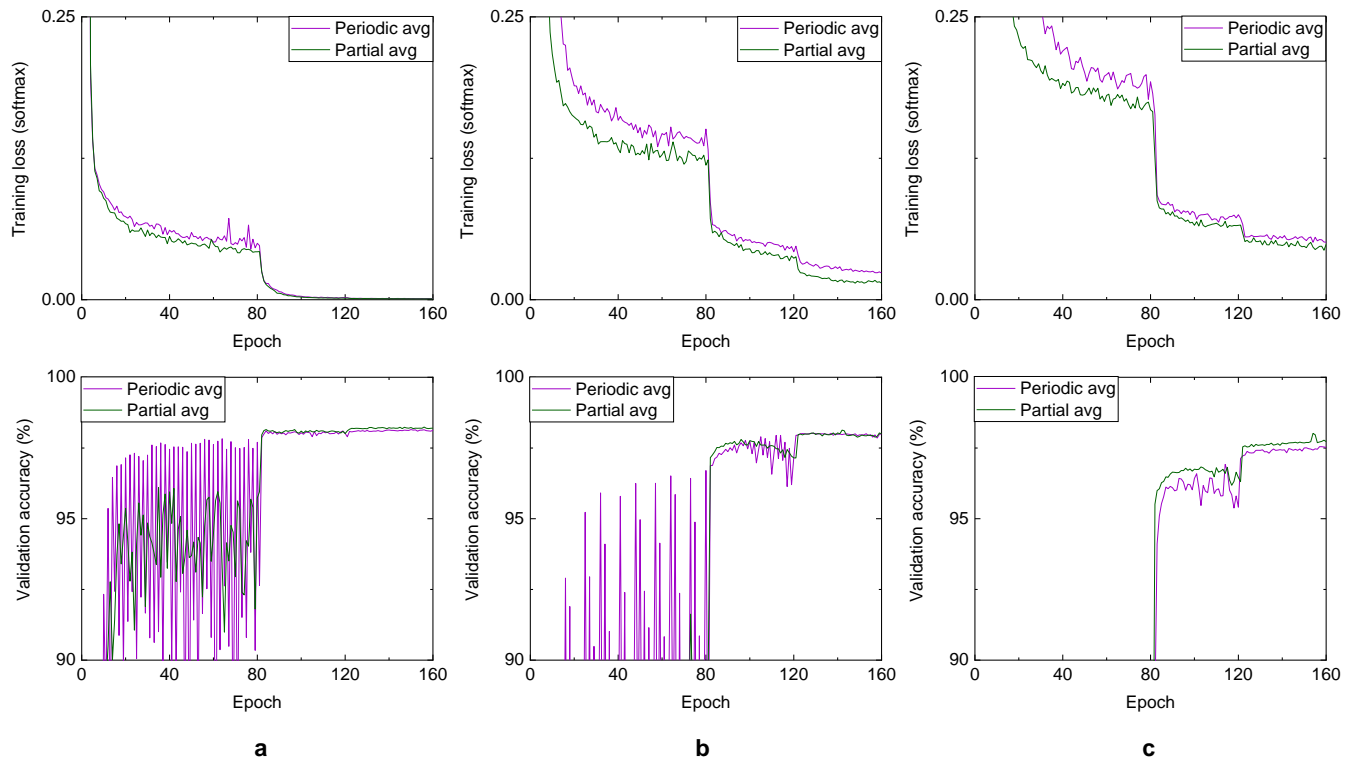 0.25
Periodic avg
Partial avg
Training loss (softmax)
0.00
0
40
80
120
160
Epoch
0.25
Periodic avg
Partial avg
Training loss (softmax)
0.00
0
40
80
120
160
Epoch
0.25
Periodic avg
Partial avg
Training loss (softmax)
0.00
0
40
80
120
160
Epoch
100
Periodic avg
Partial avg
Validation accuracy (%)
95
90
0
40
80
120
160
Epoch
100
Periodic avg
Partial avg
Validation accuracy (%)
95
90
0
40
80
120
160
Epoch
100
Periodic avg
Partial avg
Validation accuracy (%)
95
90
0
40
80
120
160
Epoch
a
b
c